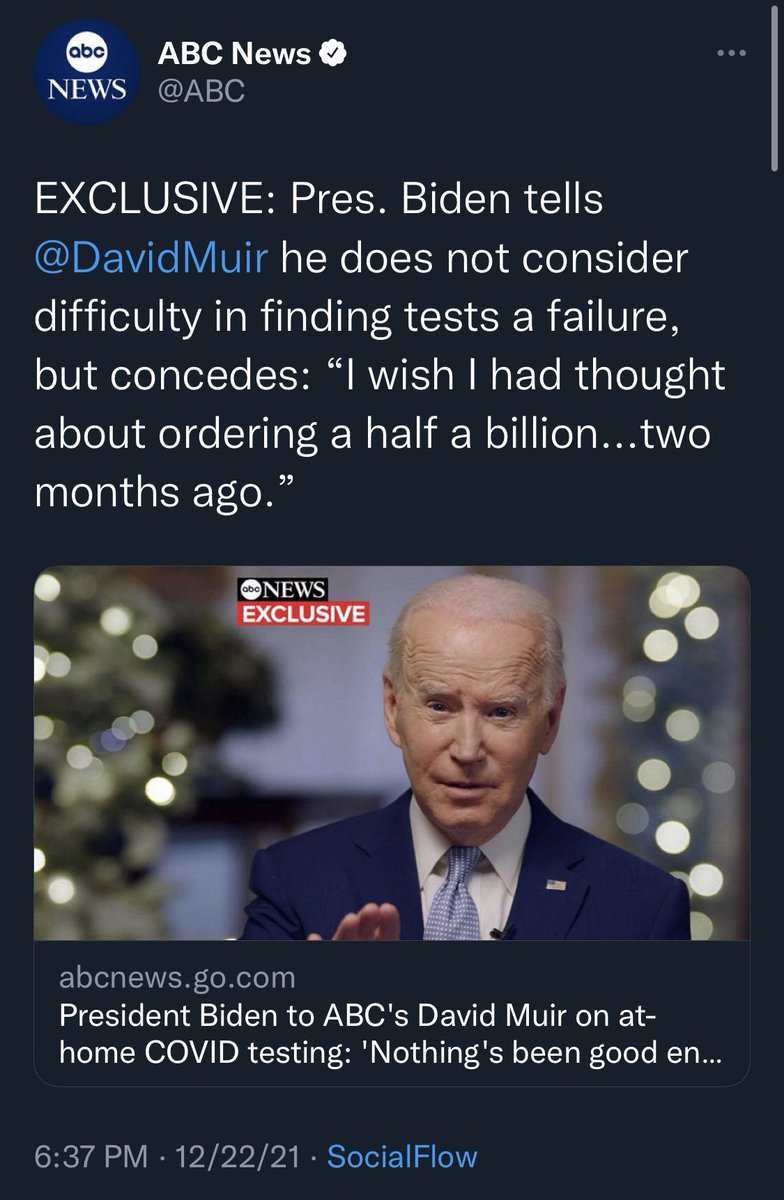 abc
NEWS
ABC News
@ABC
EXCLUSIVE: Pres. Biden tells
@DavidMuir he does not consider
difficulty in finding tests a failure,
but concedes: “I wish I had thought
about ordering a half a billion...two
months ago.”
abc NEWS
EXCLUSIVE
abcnews.go.com
President Biden to ABC's David Muir on at-
home COVID testing: 'Nothing's been good en...
6:37 PM · 12/22/21 · SocialFlow